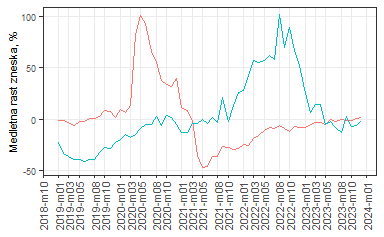 Medletna rast zneska, %
100
50
0
-50
2018-m10
2019-m01
2019-m03
2019-m05
2019-m08
2019-m10
2020-m01
2020-m03
2020-m05
2020-m08
2020-m10
2021-m01
2021-m03
2021-m05
2021-m08
2021-m10
2022-m01
2022-m03
2022-m05
2022-m08
2022-m10
2023-m01
2023-m03
2023-m05
2023-m08
2023-m10
2024-m01